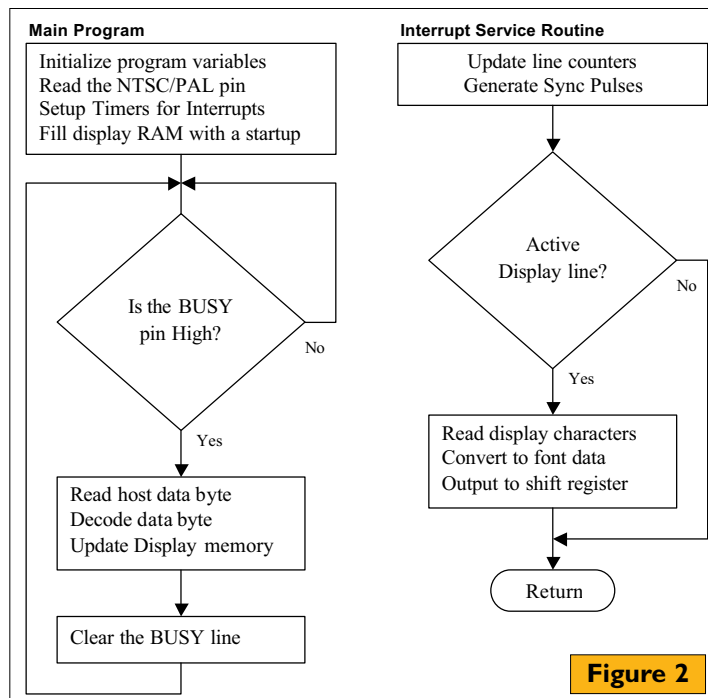 Main Program
Initialize program variables
Read the NTSC/PAL pin
Setup Timers for Interrupts
Fill display RAM with a startup
Is the BUSY
pin High?
No
Yes
Read host data byte
Decode data byte
Update Display memory
Clear the BUSY line
Interrupt Service Routine
Update line counters
Generate Sync Pulses
Active
Display line?
No
Yes
Read display characters
Convert to font data
Output to shift register
Return
Figure 2